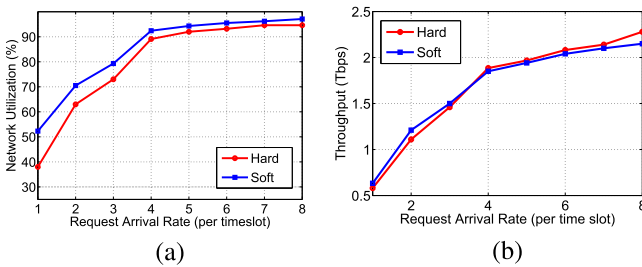 90
80
70
60
50
40
30
Network Utilization (%)
Hard
Soft
1 2 3 4 5 6 7 8
Request Arrival Rate (per timeslot)
(a)
2.5
2
1.5
1
0.5
Throughput (Tbps)
Hard
Soft
2 4 6 8
Request Arrival Rate (per time slot)
(b)